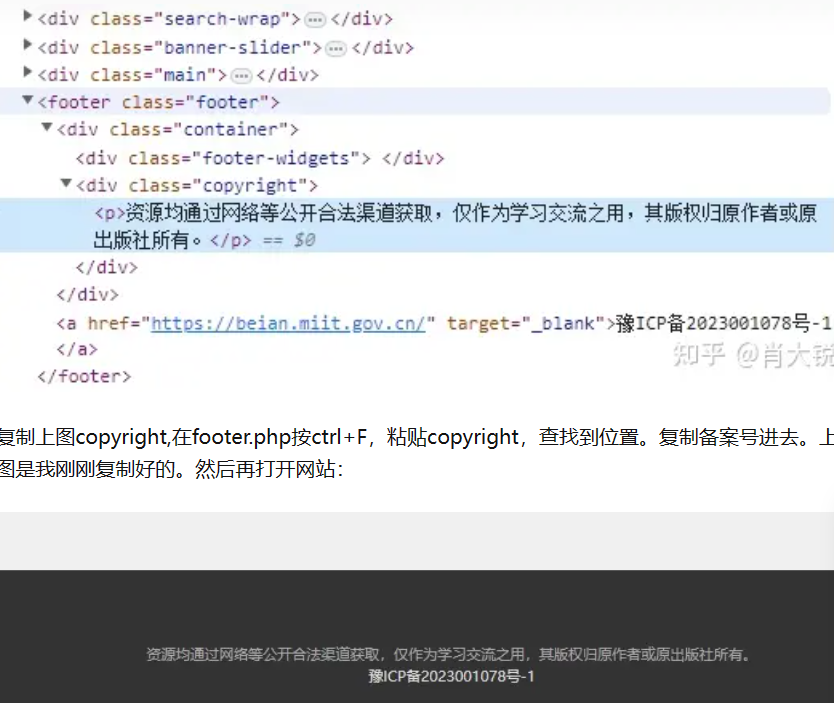 <div class="search-wrap">…</div>
<div class="banner-slider">…</div>
<div class="main">…</div>
<footer class="footer">
<div class="container">
<div class="footer-widgets"> </div>
<div class="copyright">
<p>资源均通过网络等公开合法渠道获取，仅作为学习交流之用，其版权归原作者或原
出版社所有。</p> == $0
</div>
</div>
<a href="https://beian.miit.gov.cn/" target="_blank">豫ICP备2023001078号-1
</a>
知乎 @肖大锐
</footer>
复制上图copyright,在footer.php按ctrl+F，粘贴copyright，查找到位置。复制备案号进去。上
图是我刚刚复制好的。然后再打开网站：
资源均通过网络等公开合法渠道获取，仅作为学习交流之用，其版权归原作者或原出版社所有。
豫ICP备2023001078号-1